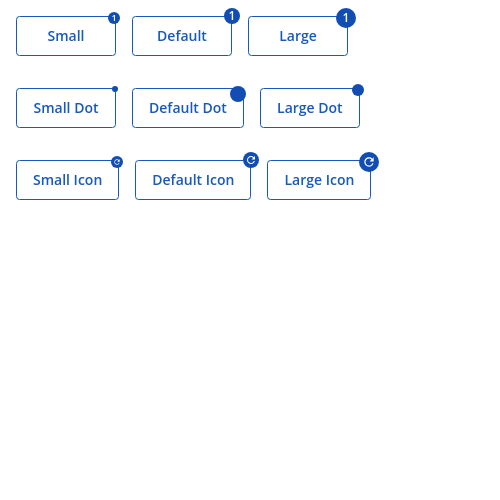 Small 1 Default 1 Large 1
Small Dot Default Dot Large Dot
Small Icon Default Icon Large Icon